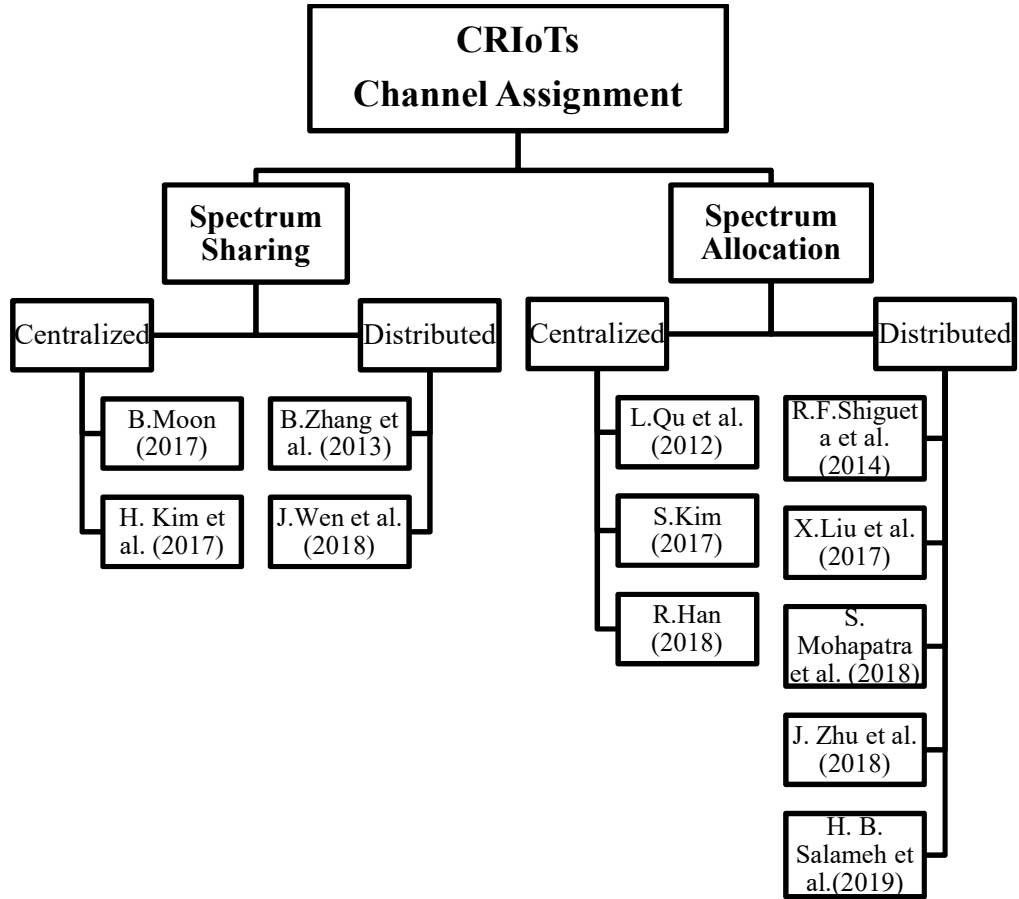 CRIoTs
Channel Assignment
Spectrum
Sharing
Spectrum
Allocation
Centralized
Distributed
Centralized
Distributed
B.Moon
(2017)
H. Kim et
al. (2017)
B.Zhang et
al. (2013)
J.Wen et al.
(2018)
L.Qu et al.
(2012)
S.Kim
(2017)
R.Han
(2018)
R.F.Shiguet
a et al.
(2014)
X.Liu et al.
(2017)
S.
Mohapatra
et al. (2018)
J. Zhu et al.
(2018)
H. B.
Salameh et
al.(2019)